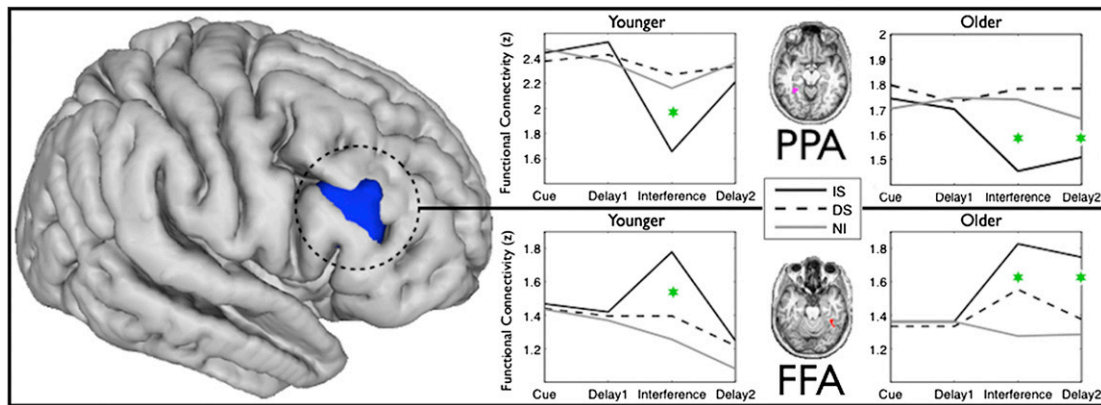 Younger
Older
Functional Connectivity (z)
2.4
2.2
2
1.8
1.6
Cue Delay1 Interference Delay2
PPA
2
1.9
1.8
1.7
1.6
1.5
Cue Delay1 Interference Delay2
IS
DS
NI
Younger
Older
Functional Connectivity (z)
1.8
1.6
1.4
1.2
Cue Delay1 Interference Delay2
FFA
1.8
1.6
1.4
1.2
Cue Delay1 Interference Delay2